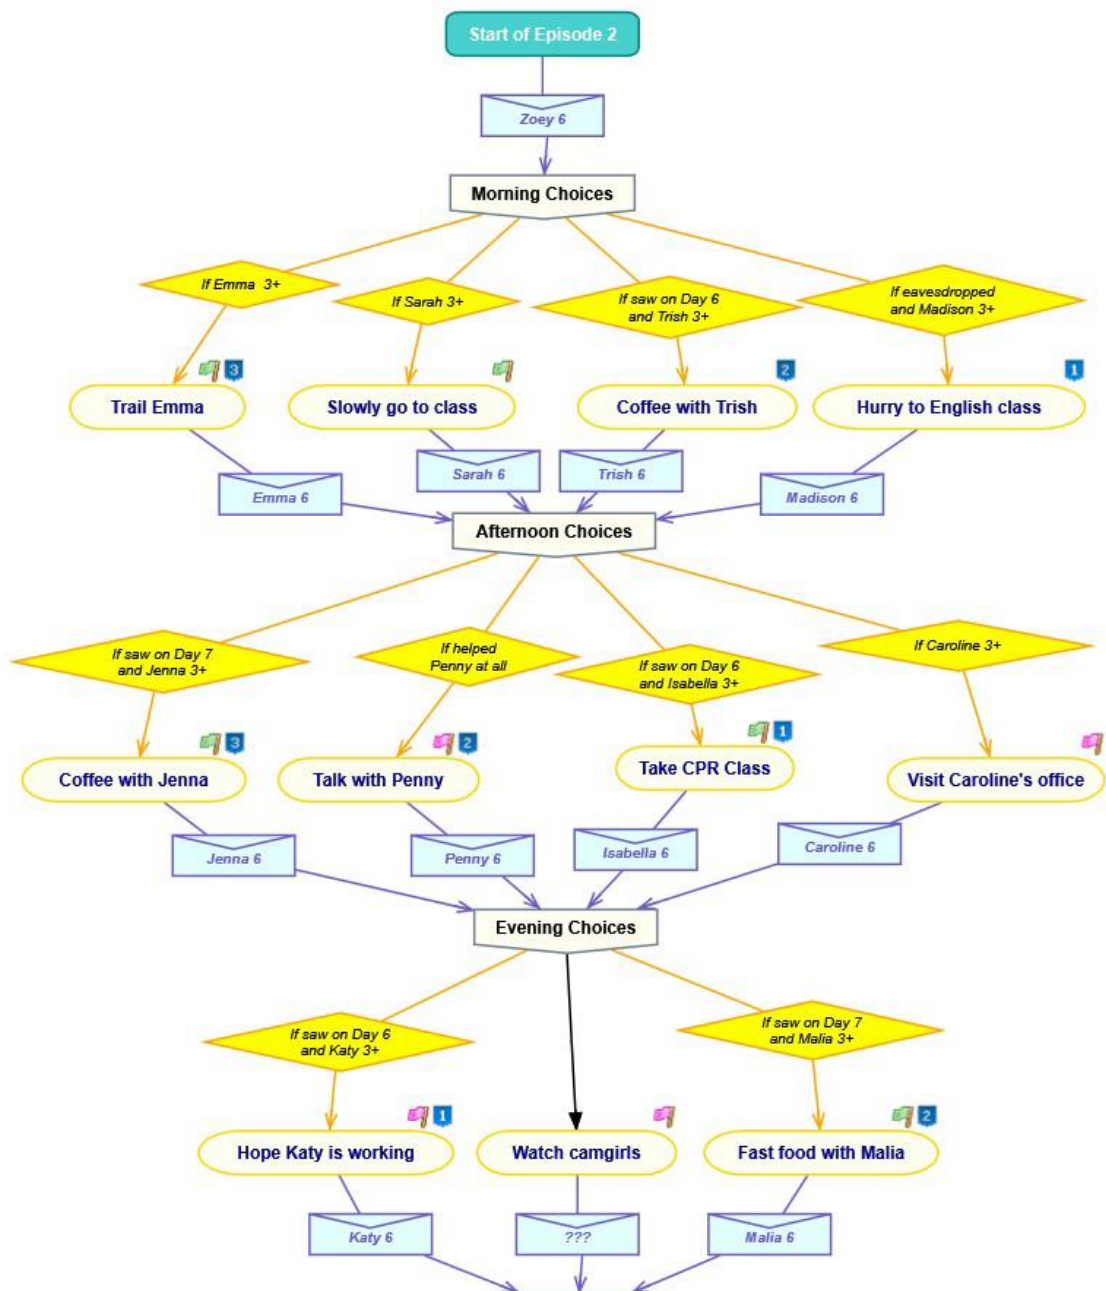 Start of Episode 2
Zoey 6
Morning Choices
If Emma 3+
If Sarah 3+
If saw on Day 6
and Trish 3+
If eavesdropped
and Madison 3+
3
2
1
Trail Emma
Slowly go to class
Coffee with Trish
Hurry to English class
Emma 6
Sarah 6
Trish 6
Madison 6
Afternoon Choices
If saw on Day 7
and Jenna 3+
If helped
Penny at all
If saw on Day 6
and Isabella 3+
If Caroline 3+
3
2
1
Coffee with Jenna
Talk with Penny
Take CPR Class
Visit Caroline's office
Jenna 6
Penny 6
Isabella 6
Caroline 6
Evening Choices
If saw on Day 6
and Katy 3+
If saw on Day 7
and Malia 3+
1
2
Hope Katy is working
Watch camgirls
Fast food with Malia
Katy 6
???
Malia 6